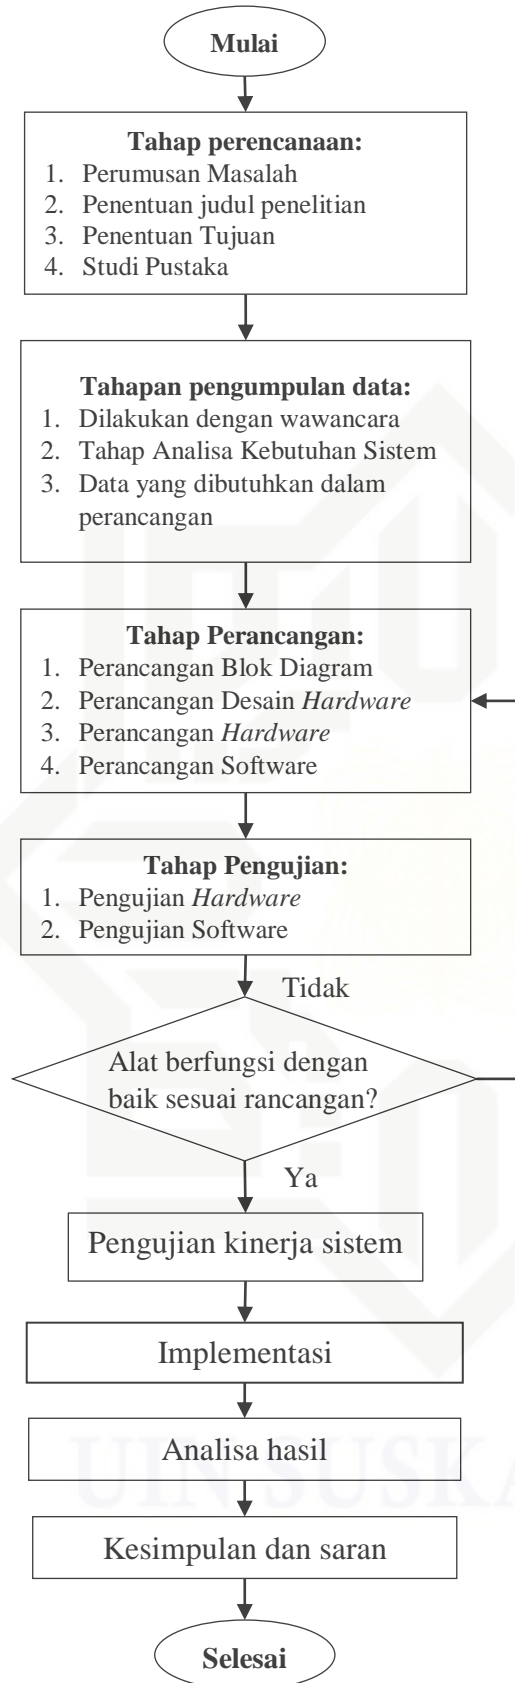 Mulai
Tahap perencanaan:
1. Perumusan Masalah
2. Penentuan judul penelitian
3. Penentuan Tujuan
4. Studi Pustaka
Tahapan pengumpulan data:
1. Dilakukan dengan wawancara
2. Tahap Analisa Kebutuhan Sistem
3. Data yang dibutuhkan dalam
perancangan
Tahap Perancangan:
1. Perancangan Blok Diagram
2. Perancangan Desain Hardware
3. Perancangan Hardware
4. Perancangan Software
Tahap Pengujian:
1. Pengujian Hardware
2. Pengujian Software
Tidak
Alat berfungsi dengan
baik sesuai rancangan?
Ya
Pengujian kinerja sistem
Implementasi
Analisa hasil
UIN SUSKA
Kesimpulan dan saran
Selesai